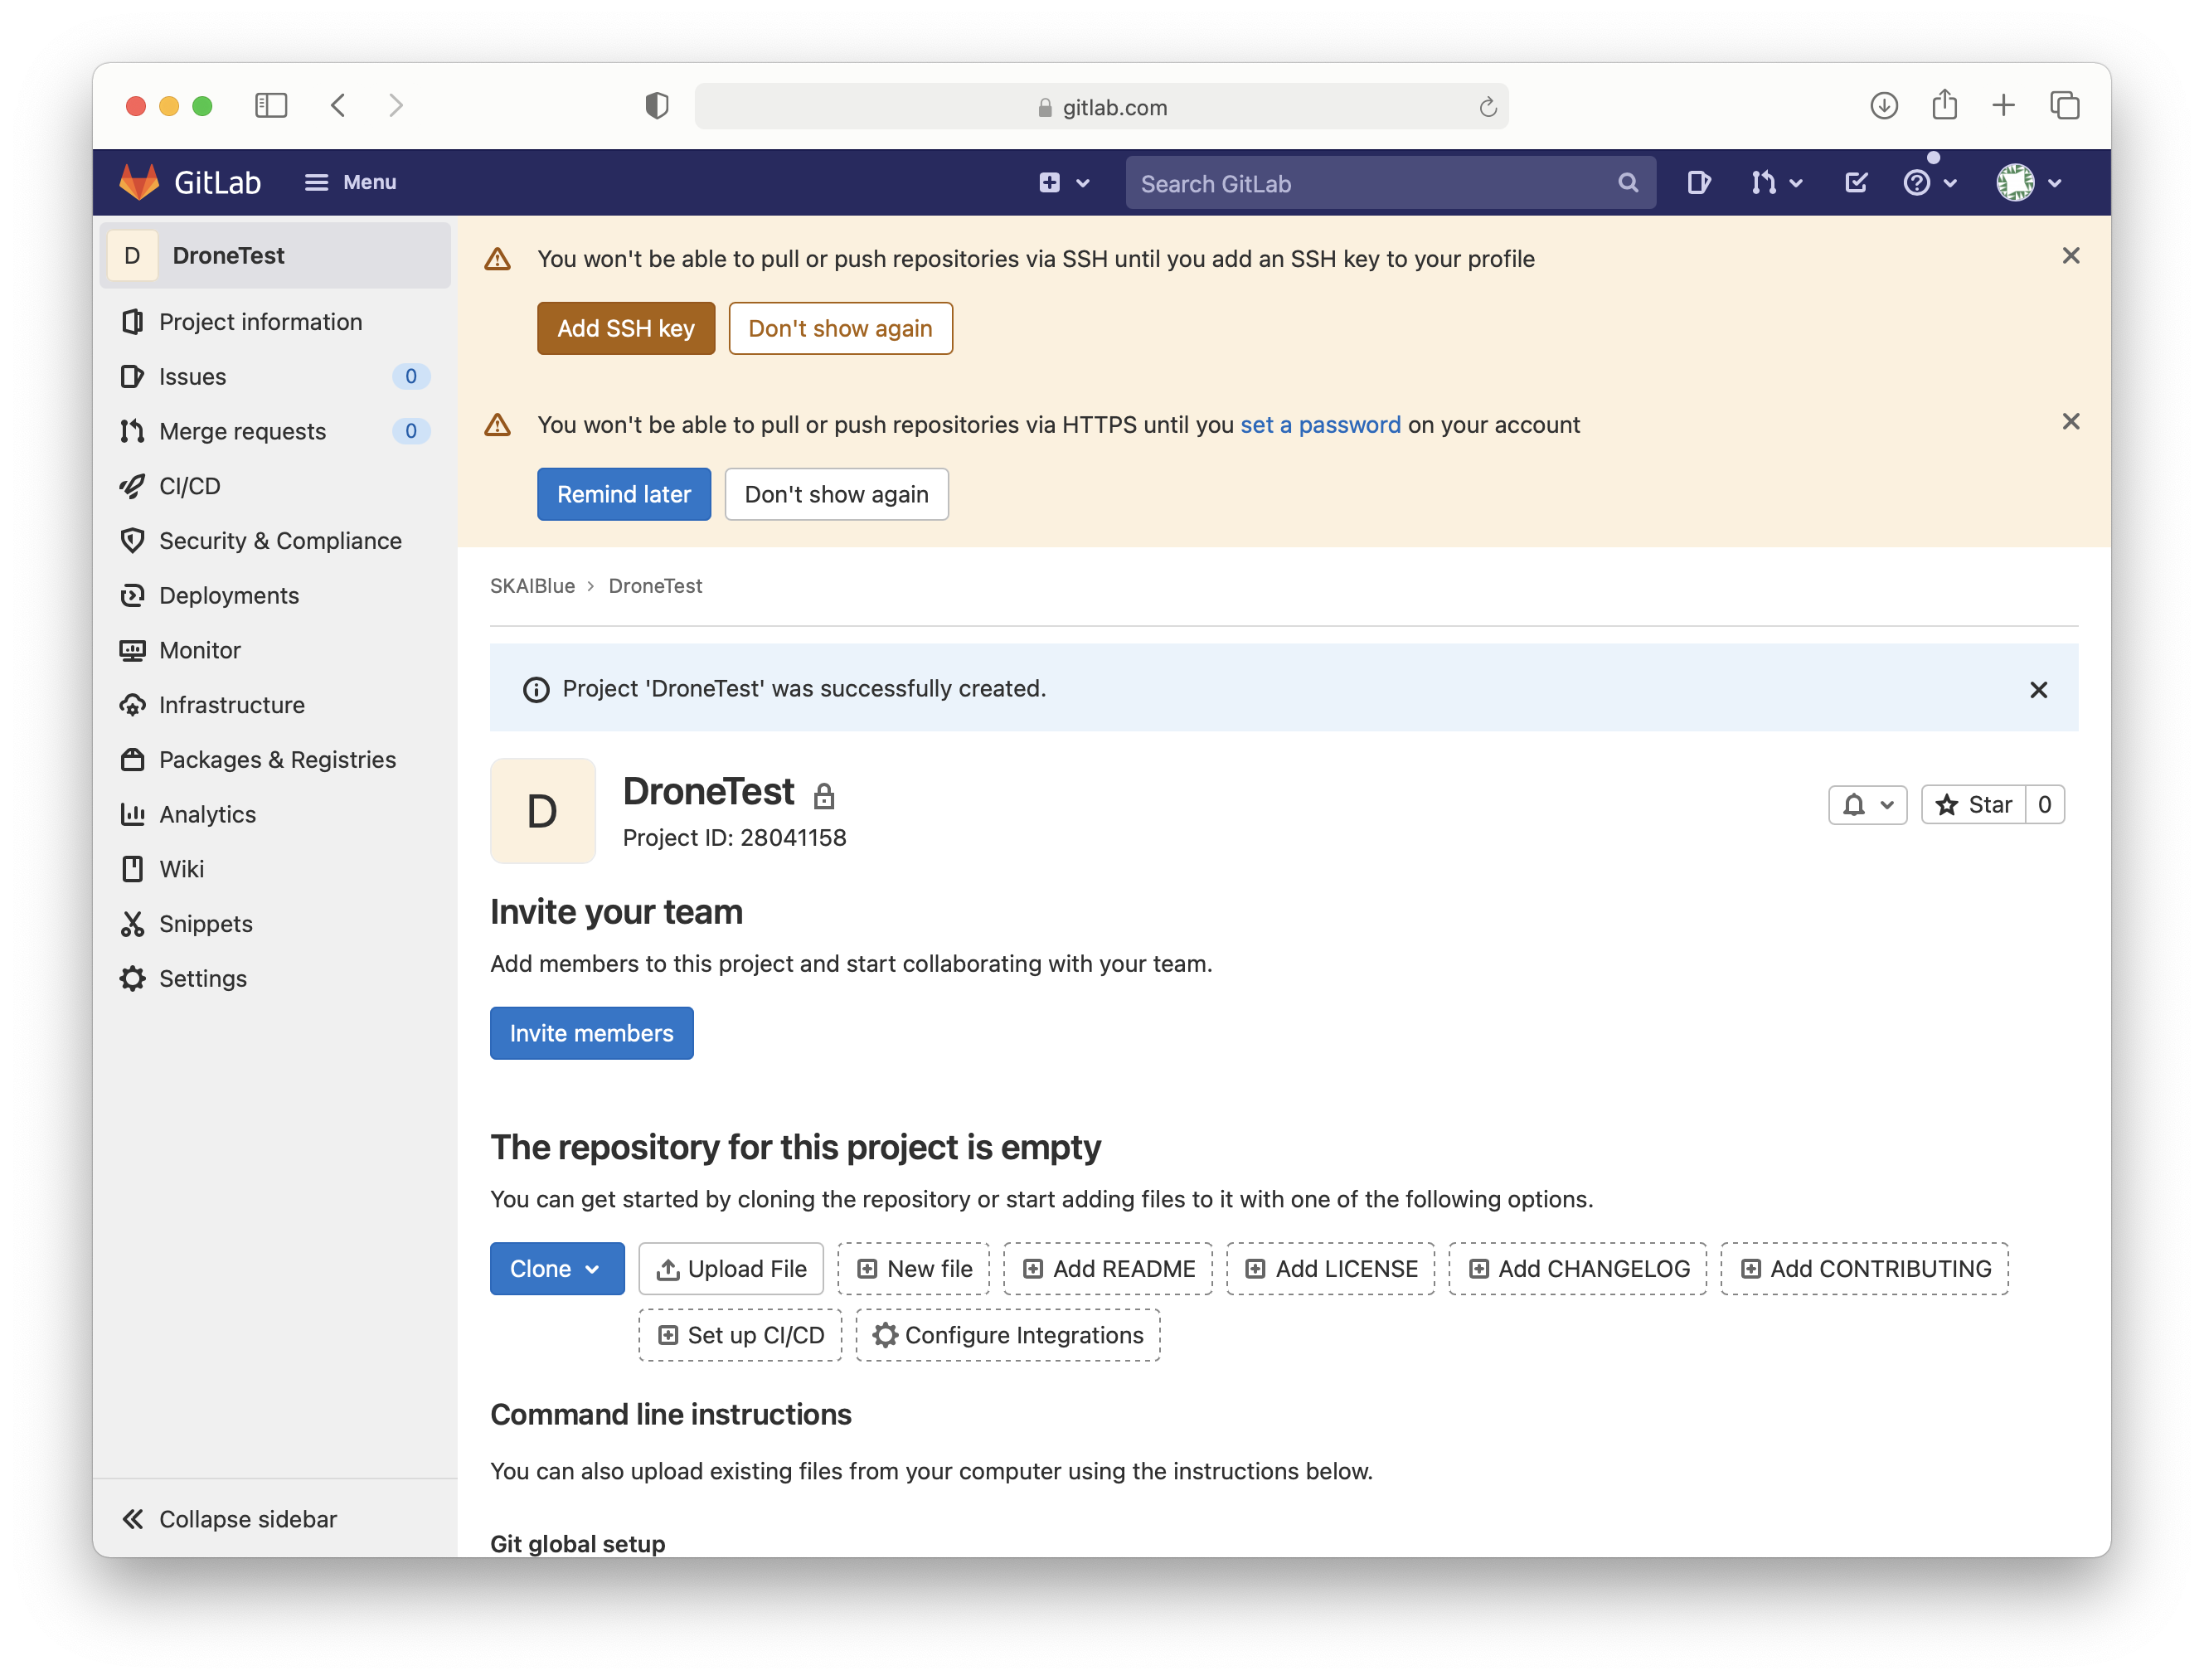 gitlab.com
GitLab Menu Search GitLab
D DroneTest
Project information
Issues 0
Merge requests 0
CI/CD
Security & Compliance
Deployments
Monitor
Infrastructure
Packages & Registries
Analytics
Wiki
Snippets
Settings
Collapse sidebar
You won't be able to pull or push repositories via SSH until you add an SSH key to your profile
Add SSH key Don't show again
You won't be able to pull or push repositories via HTTPS until you set a password on your account
Remind later Don't show again
SKAIBlue › DroneTest
Project 'DroneTest' was successfully created.
D
DroneTest
Project ID: 28041158
Star 0
Invite your team
Add members to this project and start collaborating with your team.
Invite members
The repository for this project is empty
You can get started by cloning the repository or start adding files to it with one of the following options.
Clone Upload File New file Add README Add LICENSE Add CHANGELOG Add CONTRIBUTING
Set up CI/CD Configure Integrations
Command line instructions
You can also upload existing files from your computer using the instructions below.
Git global setup